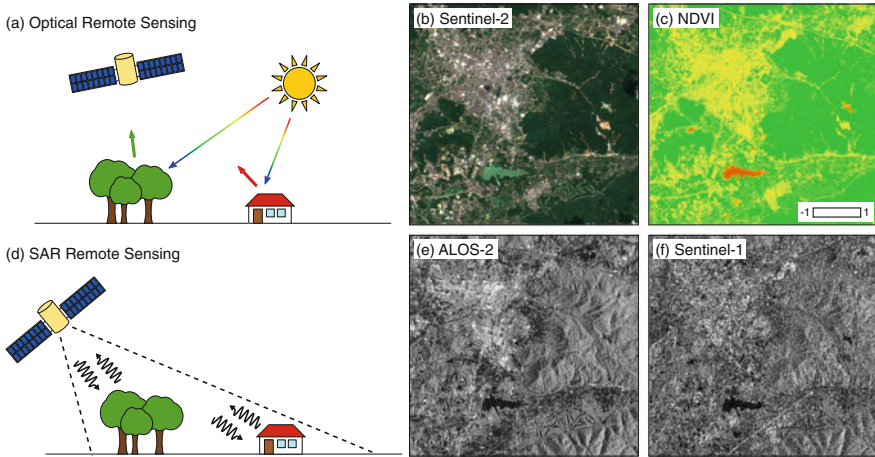 (a) Optical Remote Sensing
(b) Sentinel-2
(c) NDVI
-1 1
(d) SAR Remote Sensing
(e) ALOS-2
(f) Sentinel-1